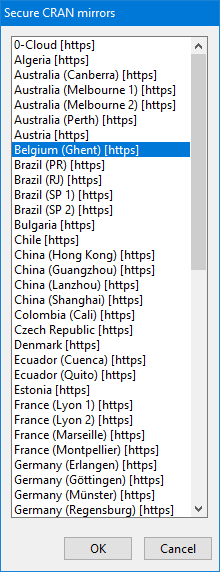 Secure CRAN mirrors
0-Cloud [https]
Algeria [https]
Australia (Canberra) [https]
Australia (Melbourne 1) [https]
Australia (Melbourne 2) [https]
Australia (Perth) [https]
Austria [https]
Belgium (Ghent) [https]
Brazil (PR) [https]
Brazil (RJ) [https]
Brazil (SP 1) [https]
Brazil (SP 2) [https]
Bulgaria [https]
Chile [https]
China (Hong Kong) [https]
China (Guangzhou) [https]
China (Lanzhou) [https]
China (Shanghai) [https]
Colombia (Cali) [https]
Czech Republic [https]
Denmark [https]
Ecuador (Cuenca) [https]
Ecuador (Quito) [https]
Estonia [https]
France (Lyon 1) [https]
France (Lyon 2) [https]
France (Marseille) [https]
France (Montpellier) [https]
Germany (Erlangen) [https]
Germany (Göttingen) [https]
Germany (Münster) [https]
Germany (Regensburg) [https]
OK
Cancel